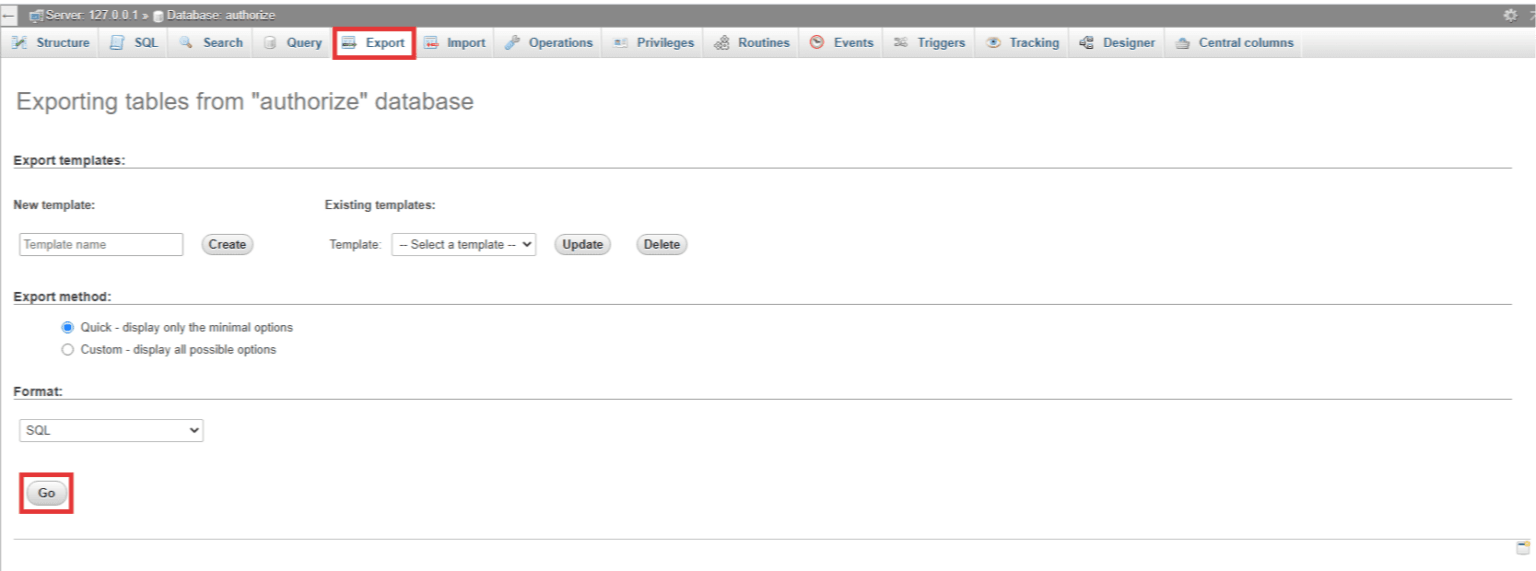 Server: 127.0.0.1 » Database: authorize
Structure SQL Search Query Export Import Operations Privileges Routines Events Triggers Tracking Designer Central columns
Exporting tables from "authorize" database
Export templates:
New template: Existing templates:
Template name Create Template: -- Select a template -- Update Delete
Export method:
Quick - display only the minimal options
Custom - display all possible options
Format:
SQL
Go